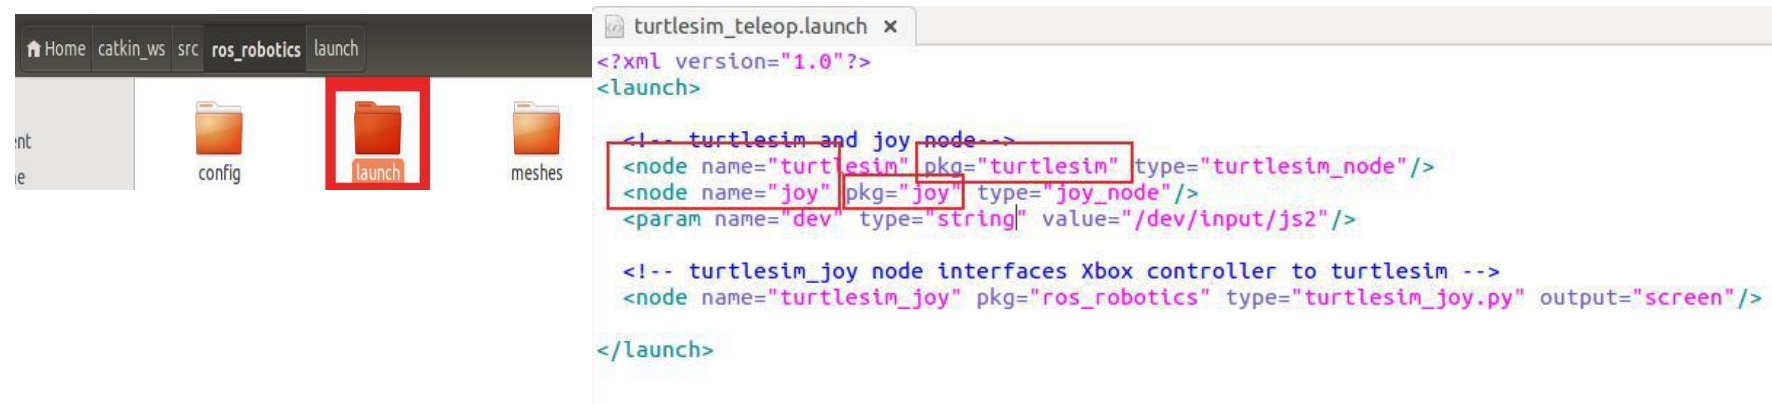 Home catkin_ws src ros_robotics launch
ent
e
config launch meshes
turtlesim_teleop.launch ×
<?xml version="1.0"?>
<launch>
<!-- turtlesim and joy node-->
<node name="turtlesim" pkg="turtlesim" type="turtlesim_node"/>
<node name="joy" pkg="joy" type="joy_node"/>
<param name="dev" type="string" value="/dev/input/js2"/>
<!-- turtlesim_joy node interfaces Xbox controller to turtlesim -->
<node name="turtlesim_joy" pkg="ros_robotics" type="turtlesim_joy.py" output="screen"/>
</launch>